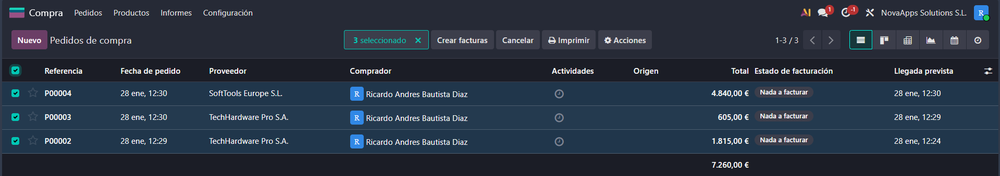 Compra Pedidos Productos Informes Configuración AI 1 -1 NovaApps Solutions S.L. R
Nuevo Pedidos de compra 3 seleccionado × Crear facturas Cancelar Imprimir Acciones 1-3 / 3
Referencia Fecha de pedido Proveedor Comprador Actividades Origen Total Estado de facturación Llegada prevista
P00004 28 ene, 12:30 SoftTools Europe S.L. R Ricardo Andres Bautista Diaz 4.840,00 € Nada a facturar 28 ene, 12:30
P00003 28 ene, 12:30 TechHardware Pro S.A. R Ricardo Andres Bautista Diaz 605,00 € Nada a facturar 28 ene, 12:29
P00002 28 ene, 12:29 TechHardware Pro S.A. R Ricardo Andres Bautista Diaz 1.815,00 € Nada a facturar 28 ene, 12:24
7.260,00 €